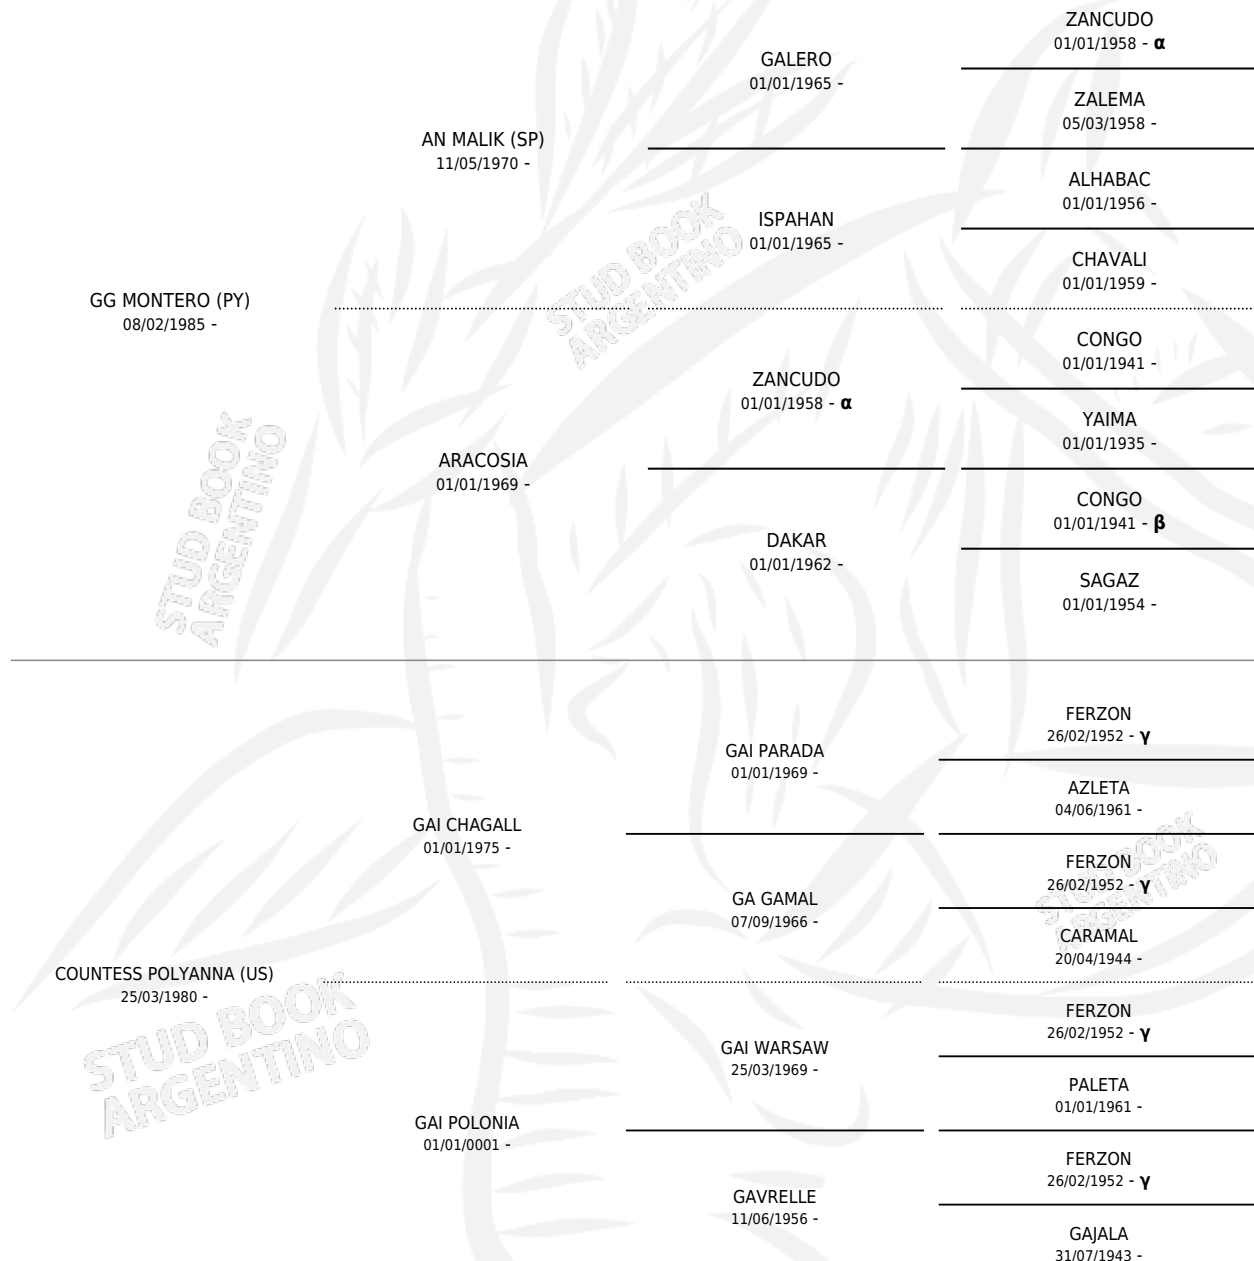 ZANCUDO
01/01/1958 - α
GALERO
01/01/1965 -
ZALEMA
05/03/1958 -
AN MALIK (SP)
11/05/1970 -
ALHABAC
01/01/1956 -
ISPAHAN
01/01/1965 -
CHAVALI
01/01/1959 -
GG MONTERO (PY)
08/02/1985 -
CONGO
01/01/1941 -
ZANCUDO
01/01/1958 - α
YAIMA
01/01/1935 -
ARACOSIA
01/01/1969 -
CONGO
01/01/1941 - β
DAKAR
01/01/1962 -
SAGAZ
01/01/1954 -
FERZON
26/02/1952 - γ
GAI PARADA
01/01/1969 -
AZLETA
04/06/1961 -
GAI CHAGALL
01/01/1975 -
FERZON
26/02/1952 - γ
GA GAMAL
07/09/1966 -
CARAMAL
20/04/1944 -
COUNTESS POLYANNA (US)
25/03/1980 -
FERZON
26/02/1952 - γ
GAI WARSAW
25/03/1969 -
PALETA
01/01/1961 -
GAI POLONIA
01/01/0001 -
FERZON
26/02/1952 - γ
GAVRELLE
11/06/1956 -
GAJALA
31/07/1943 -
STUD BOOK
ARGENTINO
STUD BOOK
ARGENTINO
STUD BOOK
ARGENTINO
STUD BOOK
ARGENTINO